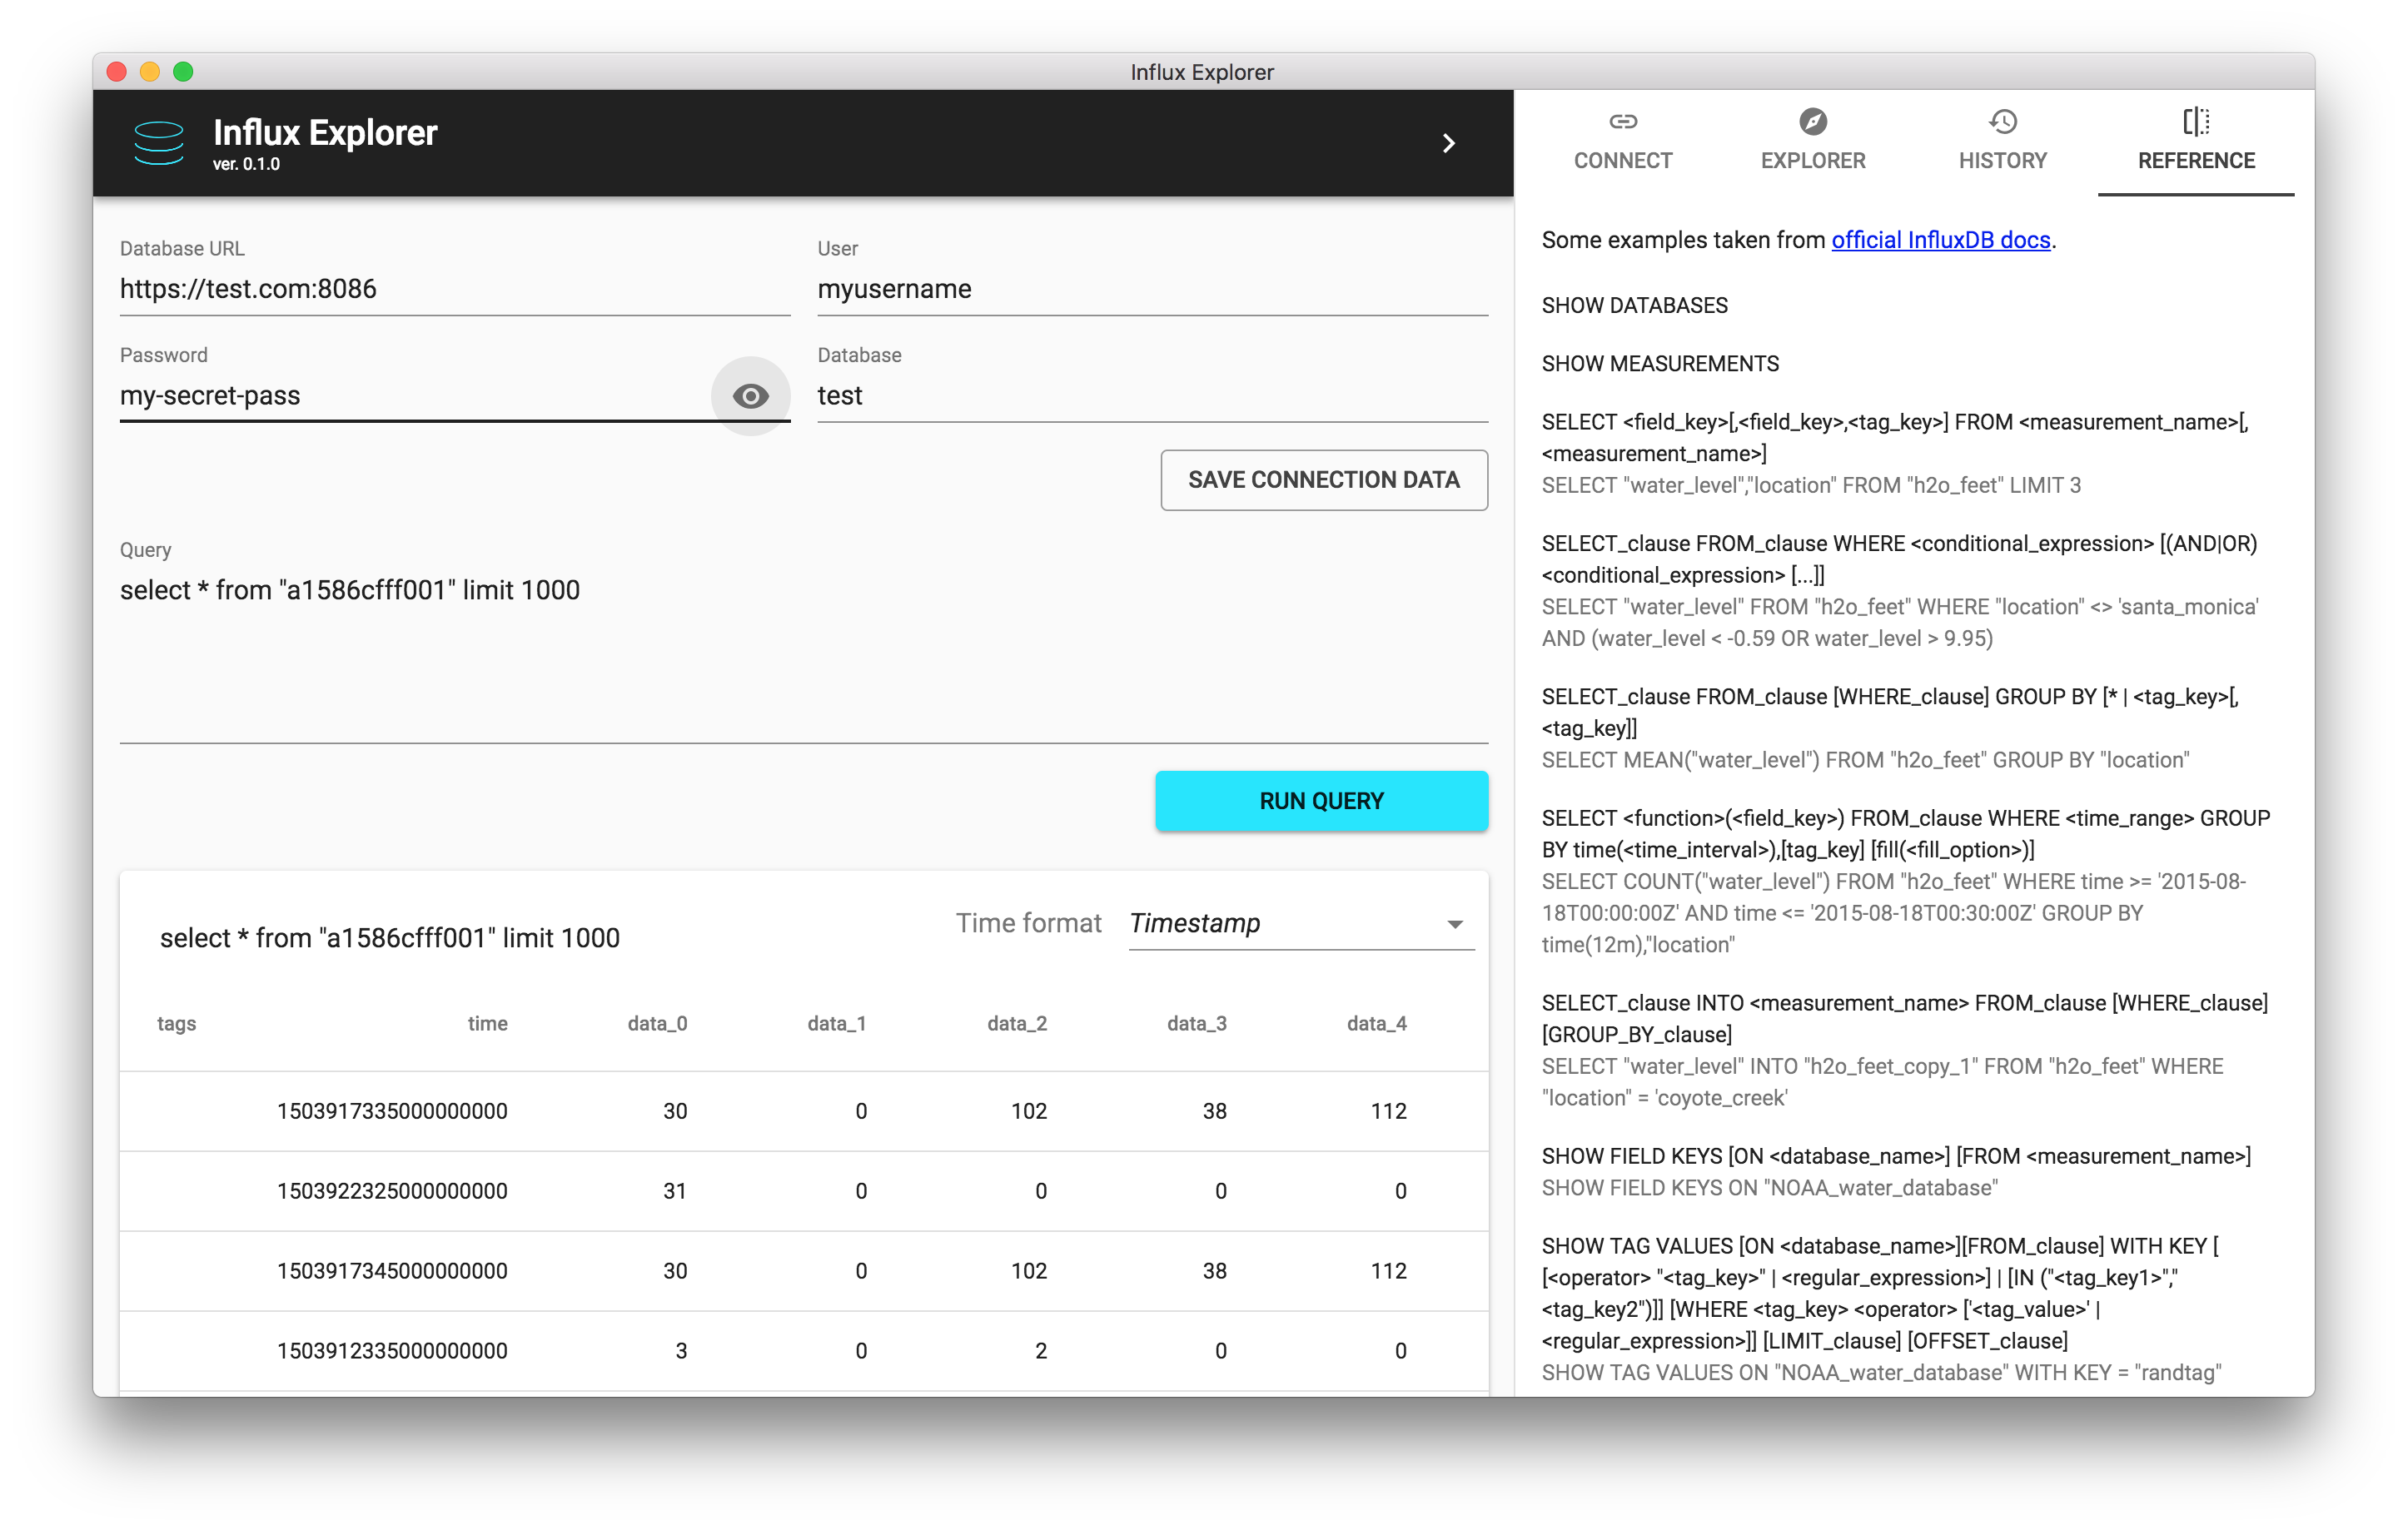 Influx Explorer
Influx Explorer
ver. 0.1.0
Database URL
https://test.com:8086
User
myusername
Password
my-secret-pass
Database
test
SAVE CONNECTION DATA
Query
select * from "a1586cfff001" limit 1000
RUN QUERY
select * from "a1586cfff001" limit 1000
Time format Timestamp
tags time data_0 data_1 data_2 data_3 data_4
1503917335000000000 30 0 102 38 112
1503922325000000000 31 0 0 0 0
1503917345000000000 30 0 102 38 112
1503912335000000000 3 0 2 0 0
CONNECT
EXPLORER
HISTORY
REFERENCE
Some examples taken from official InfluxDB docs.
SHOW DATABASES
SHOW MEASUREMENTS
SELECT <field_key>[,<field_key>,<tag_key>] FROM <measurement_name>[,
<measurement_name>]
SELECT "water_level","location" FROM "h2o_feet" LIMIT 3
SELECT_clause FROM_clause WHERE <conditional_expression> [(AND|OR)
<conditional_expression> [...]]
SELECT "water_level" FROM "h2o_feet" WHERE "location" <> 'santa_monica'
AND (water_level < -0.59 OR water_level > 9.95)
SELECT_clause FROM_clause [WHERE_clause] GROUP BY [* | <tag_key>[,
<tag_key]]
SELECT MEAN("water_level") FROM "h2o_feet" GROUP BY "location"
SELECT <function>(<field_key>) FROM_clause WHERE <time_range> GROUP
BY time(<time_interval>),[tag_key] [fill(<fill_option>)]
SELECT COUNT("water_level") FROM "h2o_feet" WHERE time >= '2015-08-
18T00:00:00Z' AND time <= '2015-08-18T00:30:00Z' GROUP BY
time(12m),"location"
SELECT_clause INTO <measurement_name> FROM_clause [WHERE_clause]
[GROUP_BY_clause]
SELECT "water_level" INTO "h2o_feet_copy_1" FROM "h2o_feet" WHERE
"location" = 'coyote_creek'
SHOW FIELD KEYS [ON <database_name>] [FROM <measurement_name>]
SHOW FIELD KEYS ON "NOAA_water_database"
SHOW TAG VALUES [ON <database_name>][FROM_clause] WITH KEY [
[<operator> "<tag_key>" | <regular_expression>] | [IN ("<tag_key1>","
<tag_key2")]] [WHERE <tag_key> <operator> ['<tag_value>' |
<regular_expression>]] [LIMIT_clause] [OFFSET_clause]
SHOW TAG VALUES ON "NOAA_water_database" WITH KEY = "randtag"